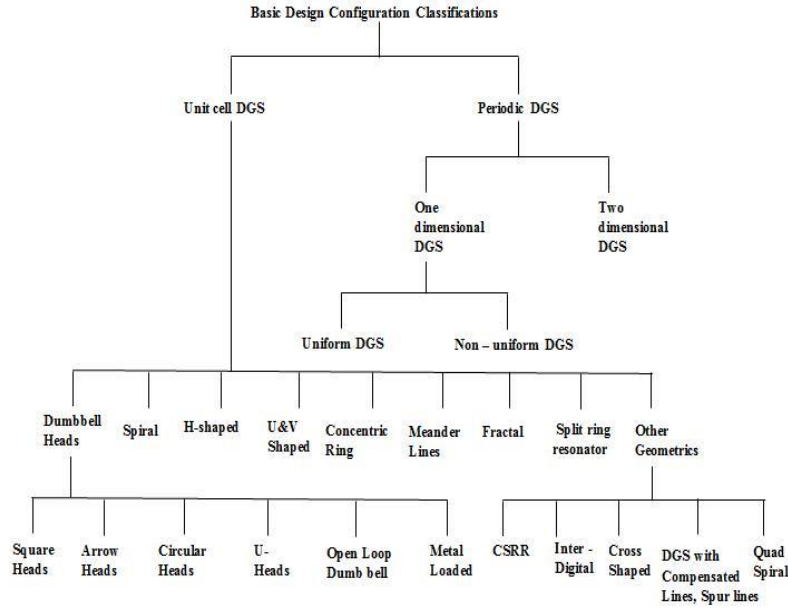 Basic Design Configuration Classifications
Unit cell DGS
Periodic DGS
One
dimensional
DGS
Two
dimensional
DGS
Uniform DGS
Non – uniform DGS
Dumbbell
Heads
Spiral
H-shaped
U&V
Shaped
Concentric
Ring
Meander
Lines
Fractal
Split ring
resonator
Other
Geometrics
Square
Heads
Arrow
Heads
Circular
Heads
U-
Heads
Open Loop
Dumb bell
Metal
Loaded
CSRR
Inter -
Digital
Cross
Shaped
DGS with
Compensated
Lines, Spur lines
Quad
Spiral